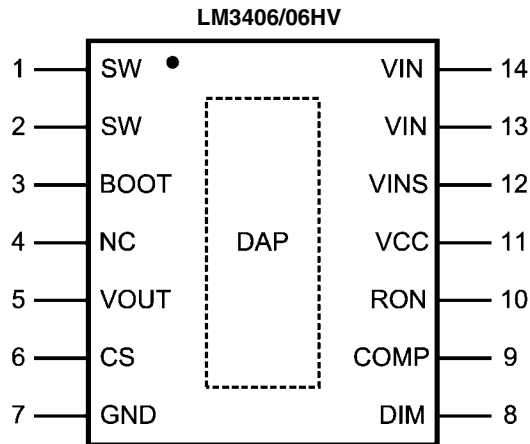 LM3406/06HV
1 SW VIN 14
2 SW VIN 13
3 BOOT VINS 12
4 NC DAP VCC 11
5 VOUT RON 10
6 CS COMP 9
7 GND DIM 8